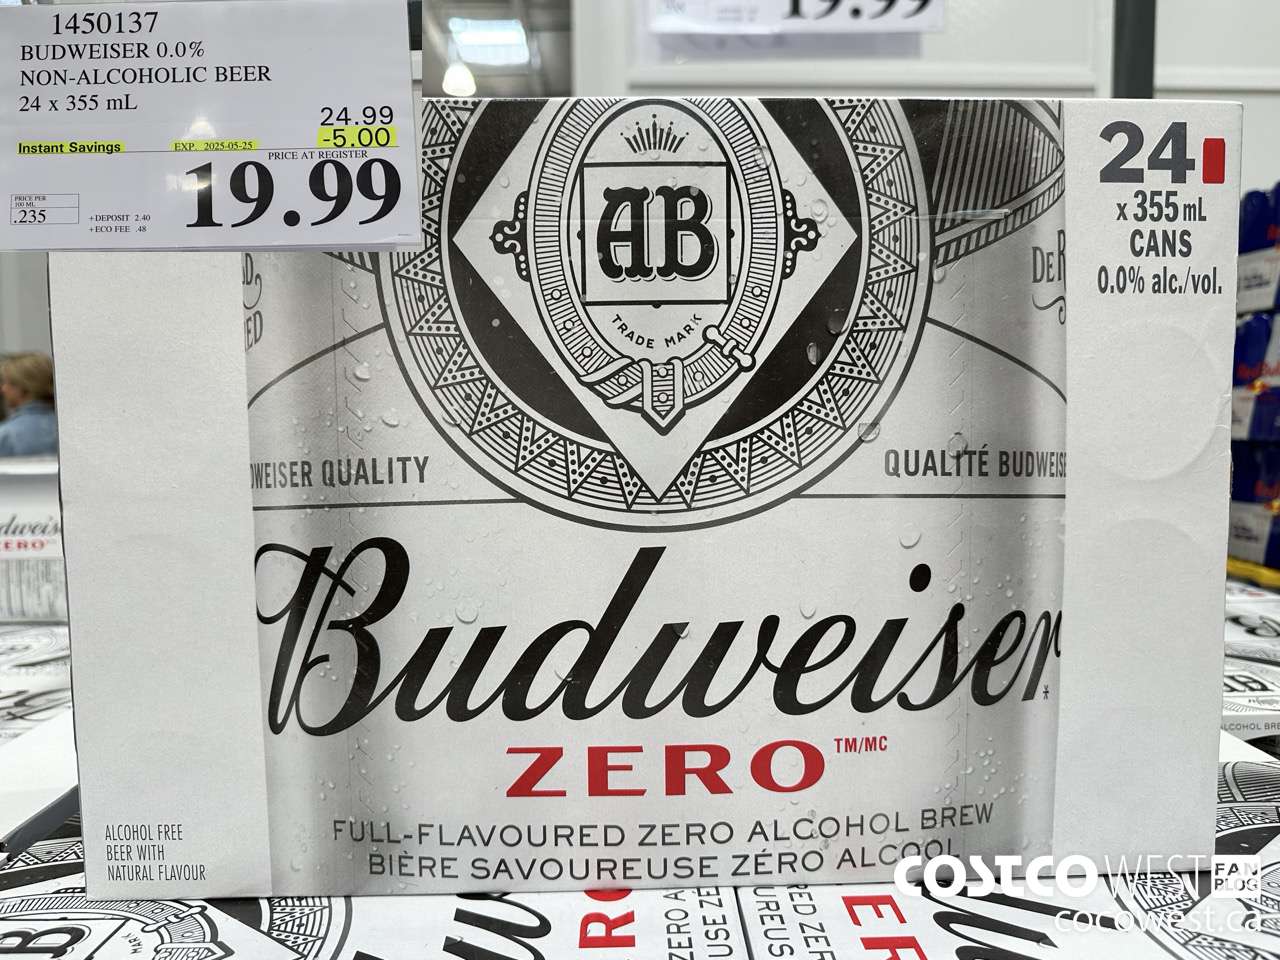 19.99
1450137
BUDWEISER 0.0%
NON-ALCOHOLIC BEER
24 x 355 mL
24.99
-5.00
Instant Savings
EXP. 2025-05-25
PRICE AT REGISTER
19.99
PRICE PER
100 ML
.235
+DEPOSIT 2.40
+ECO FEE .48
24
x 355 mL
CANS
0.0% alc./vol.
AB
TRADE MARK
DWEISER QUALITY
QUALITÉ BUDWEIS
Budweiser
ZERO TM/MC
FULL-FLAVOURED ZERO ALCOHOL BREW
BIÈRE SAVOUREUSE ZÉRO ALCOOL
ALCOHOL FREE
BEER WITH
NATURAL FLAVOUR
COSTCO WEST FAN BLOG
cocowest.ca